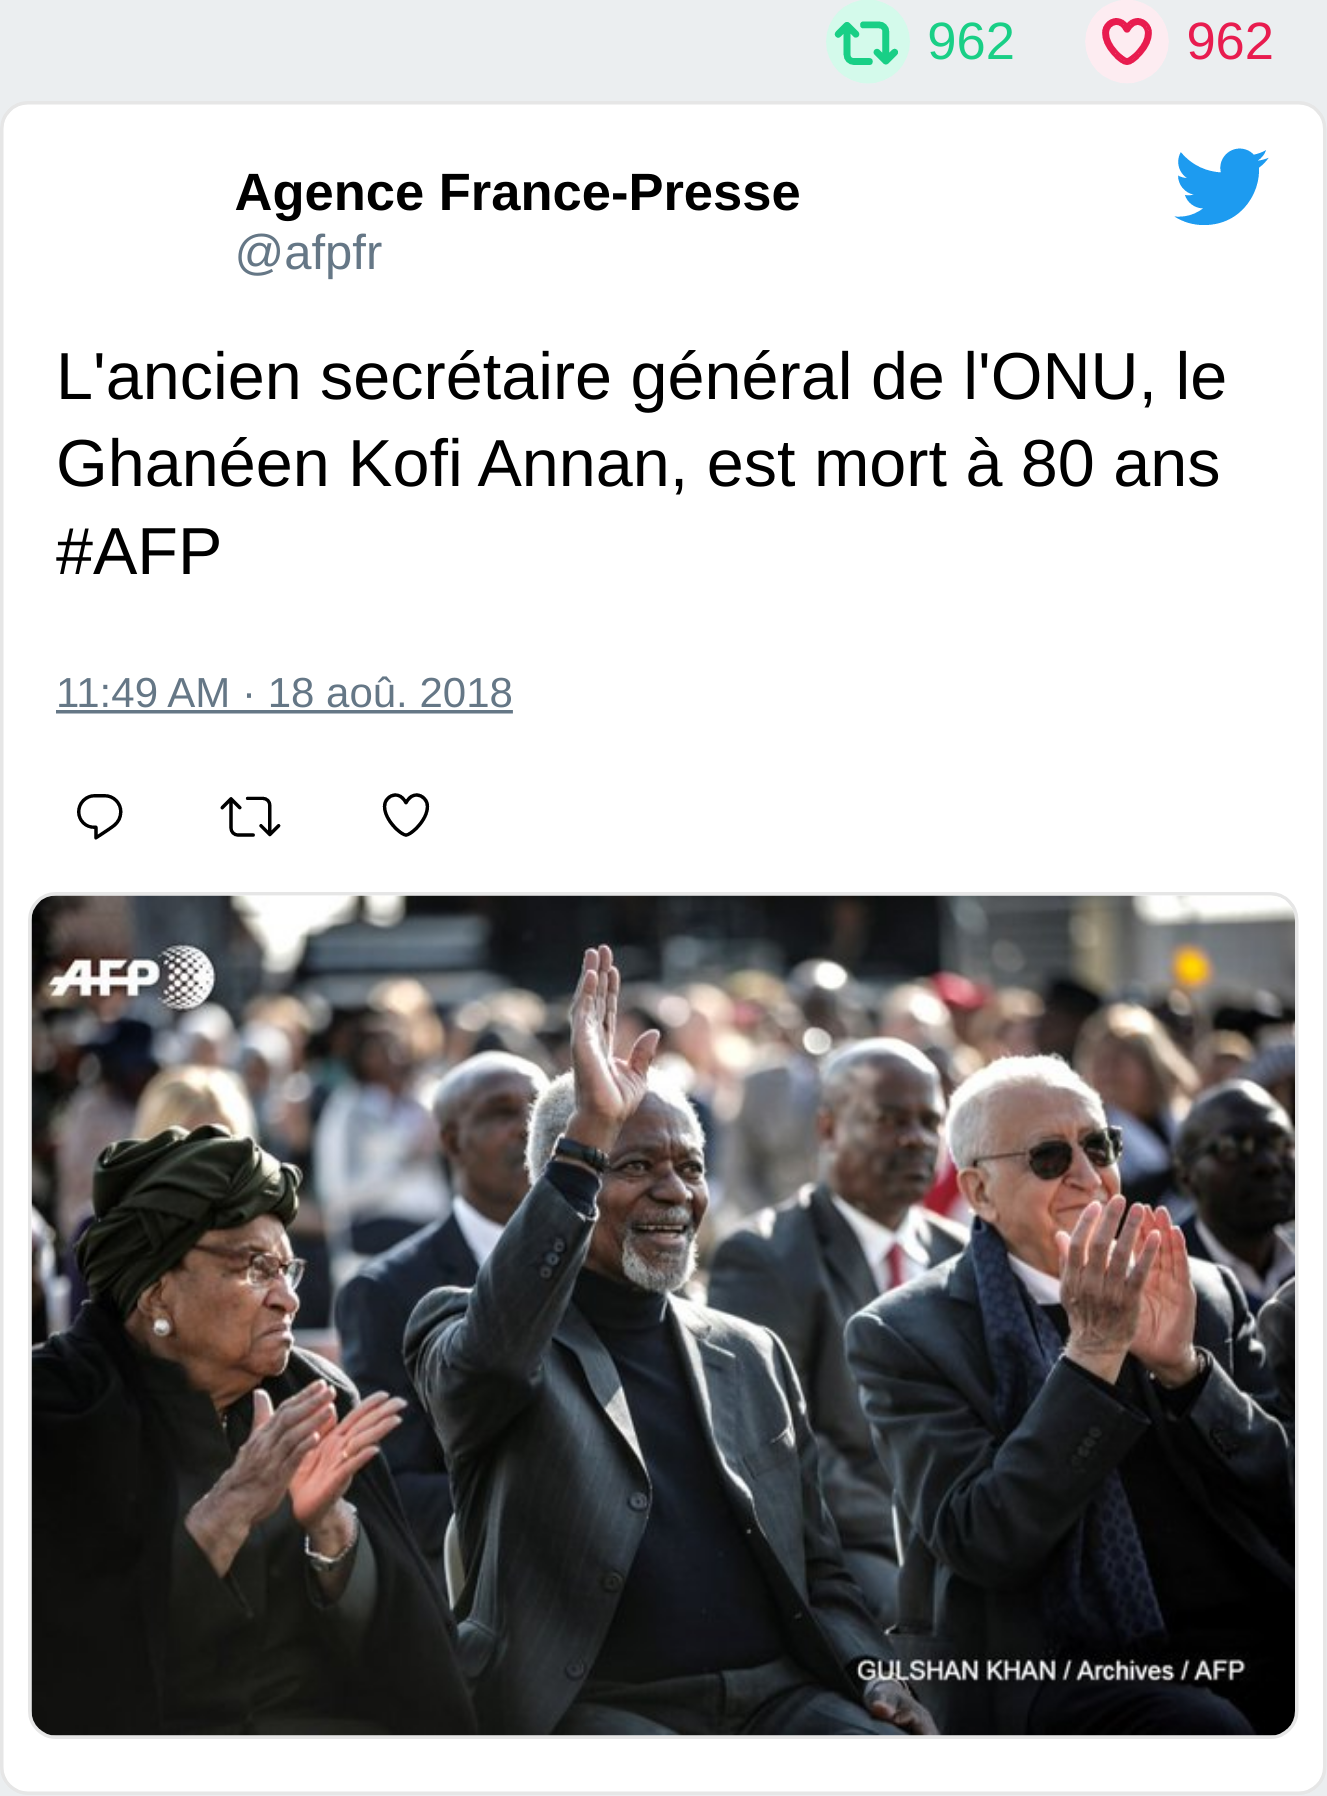 962 962
Agence France-Presse
@afpfr
L'ancien secrétaire général de l'ONU, le
Ghanéen Kofi Annan, est mort à 80 ans
#AFP
11:49 AM · 18 aoû. 2018
AFP
GULSHAN KHAN / Archives / AFP